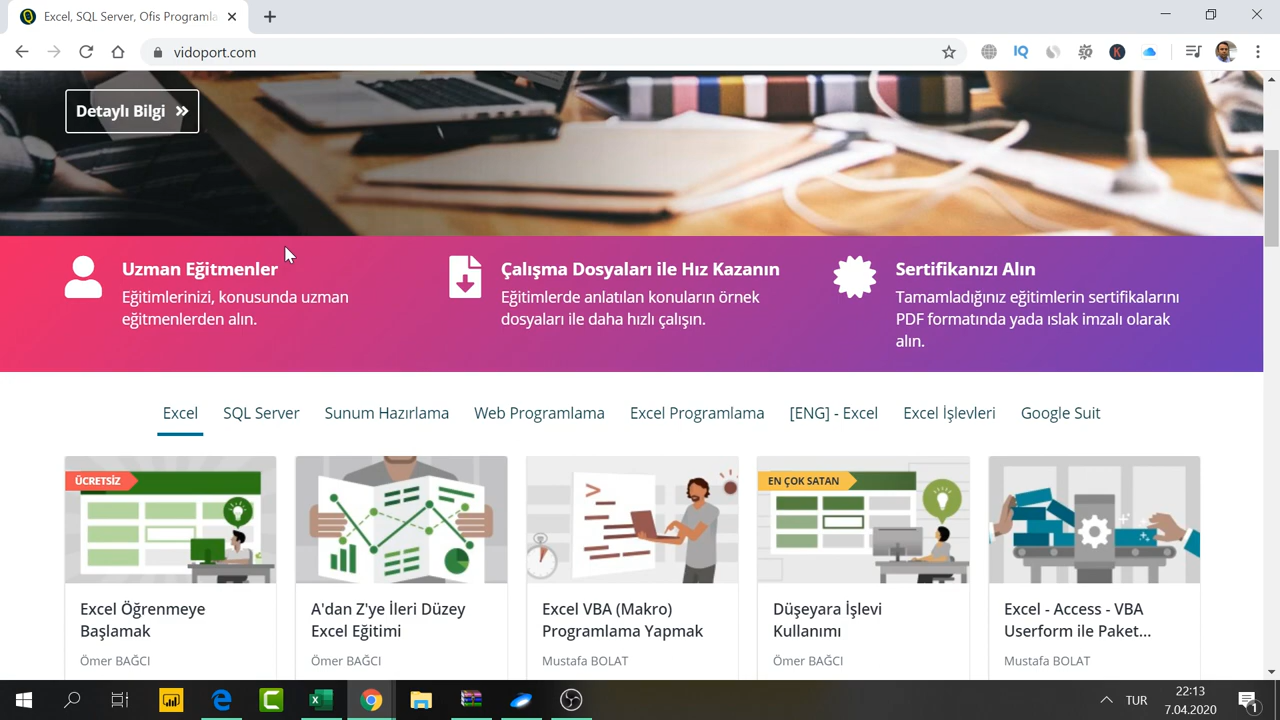 Excel, SQL Server, Ofis Programla
vidoport.com
Detaylı Bilgi
Uzman Eğitmenler
Eğitimlerinizi, konusunda uzman
eğitmenlerden alın.
Çalışma Dosyaları ile Hız Kazanın
Eğitimlerde anlatılan konuların örnek
dosyaları ile daha hızlı çalışın.
Sertifikanızı Alın
Tamamladığınız eğitimlerin sertifikalarını
PDF formatında yada ıslak imzalı olarak
alın.
Excel SQL Server Sunum Hazırlama Web Programlama Excel Programlama [ENG] - Excel Excel İşlevleri Google Suit
ÜCRETSİZ
Excel Öğrenmeye
Başlamak
Ömer BAĞCI
A'dan Z'ye İleri Düzey
Excel Eğitimi
Ömer BAĞCI
Excel VBA (Makro)
Programlama Yapmak
Mustafa BOLAT
EN ÇOK SATAN
Düşeyara İşlevi
Kullanımı
Ömer BAĞCI
Excel - Access - VBA
Userform ile Paket...
Mustafa BOLAT
TUR
22:13
7.04.2020
1